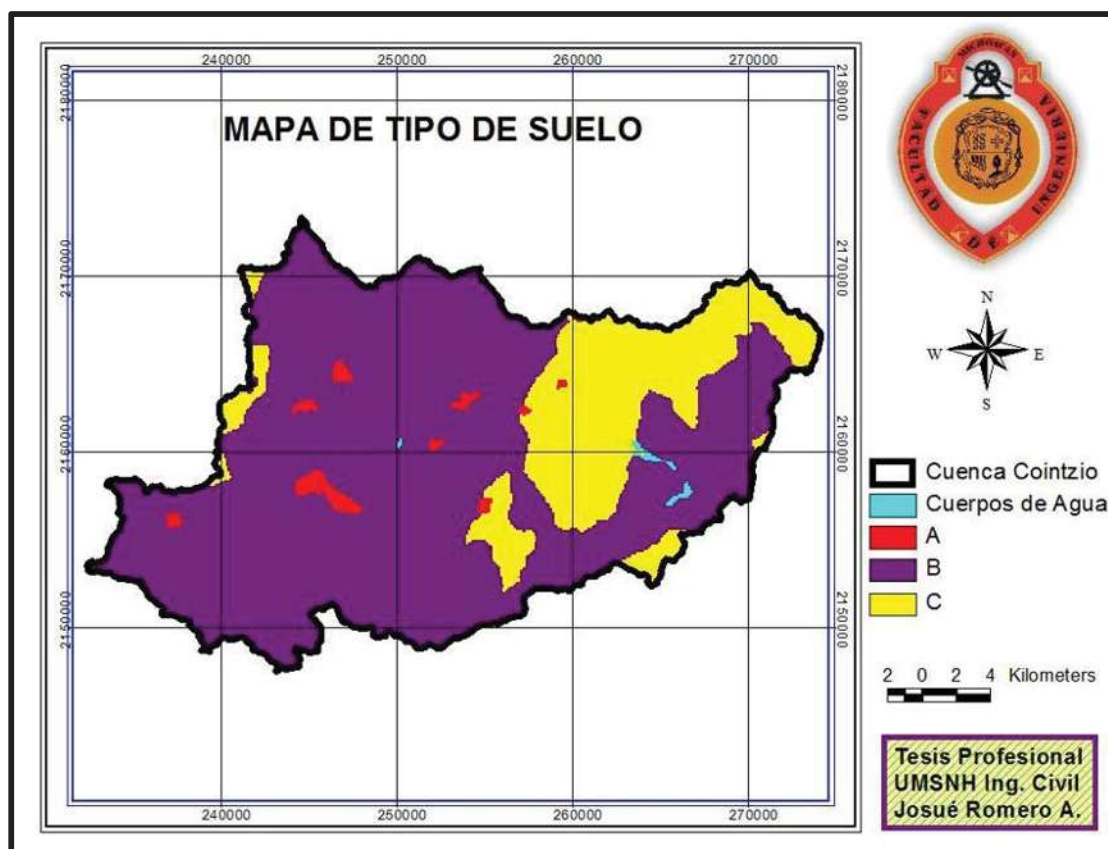 MAPA DE TIPO DE SUELO
240000 250000 260000 270000
2180000 2180000
2170000 2170000
2160000 2160000
2150000 2150000
240000 250000 260000 270000
MICHOACAN
FACULTAD DE INGENIERIA
N
W E
S
Cuenca Cointzio
Cuerpos de Agua
A
B
C
2 0 2 4 Kilometers
Tesis Profesional
UMSNH Ing. Civil
Josué Romero A.